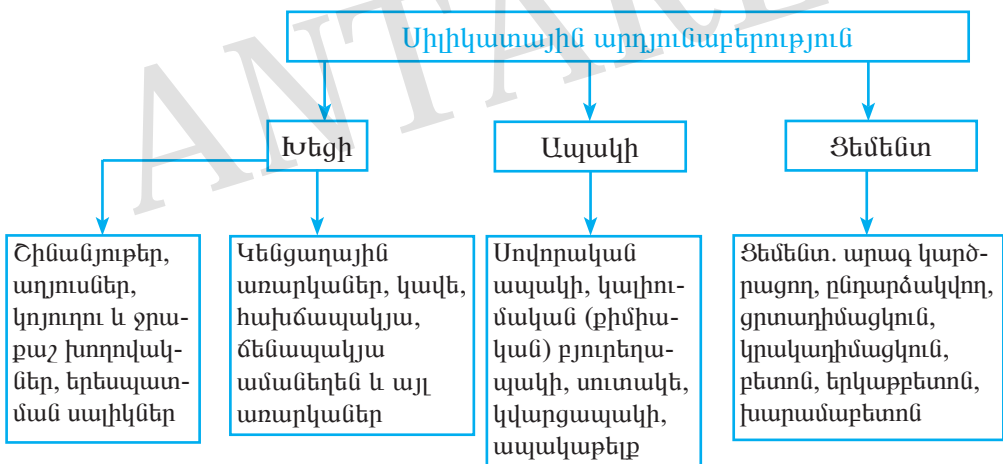 ANTARES
Սիլիկատային արդյունաբերություն
Խեցի
Ապակի
Ցեմենտ
Շինանյութեր,
աղյուսներ,
կոյուղու և ջրա-
քաշ խողովակ-
ներ, երեսպատ-
ման սալիկներ
Կենցաղային
առարկաներ, կավե,
հախճապակյա,
ճենապակյա
ամանեղեն և այլ
առարկաներ
Սովորական
ապակի, կալիու-
մական (քիմիա-
կան) բյուրեղա-
պակի, սուտակե,
կվարցապակի,
ապակաթելք
Ցեմենտ. արագ կարծ-
րացող, ընդարձակվող,
ցրտադիմացկուն,
կրակադիմացկուն,
բետոն, երկաթբետոն,
խարամաբետոն